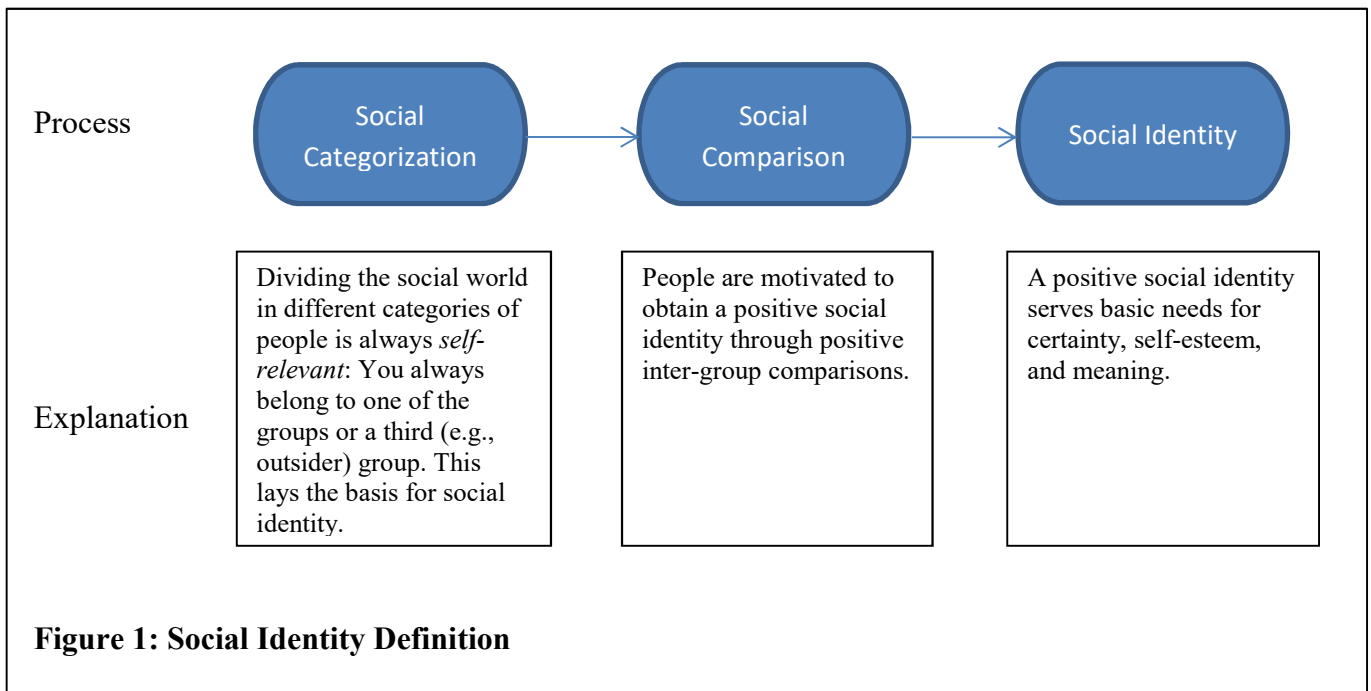 Process
Social
Categorization
Social
Comparison
Social Identity
Explanation
Dividing the social world
in different categories of
people is always self-
relevant: You always
belong to one of the
groups or a third (e.g.,
outsider) group. This
lays the basis for social
identity.
People are motivated to
obtain a positive social
identity through positive
inter-group comparisons.
A positive social identity
serves basic needs for
certainty, self-esteem,
and meaning.
Figure 1: Social Identity Definition